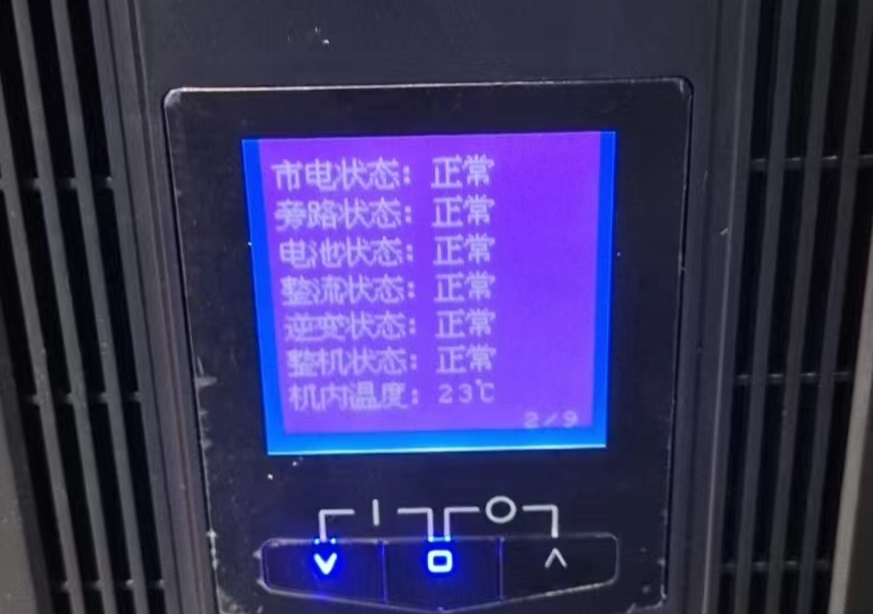 市电状态: 正常
旁路状态: 正常
电池状态: 正常
整流状态: 正常
逆变状态: 正常
整机状态: 正常
机内温度: 23℃
2/9